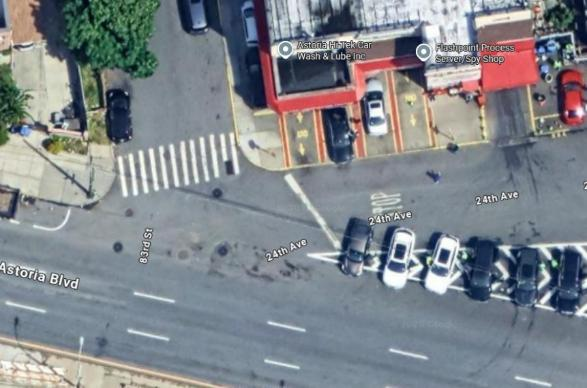 Astoria Hi-Tek Car
Wash & Lube Inc
Flashpoint Process
Server/Spy Shop
24th Ave
TOP
24th Ave
24th Ave
83rd St
Astoria Blvd